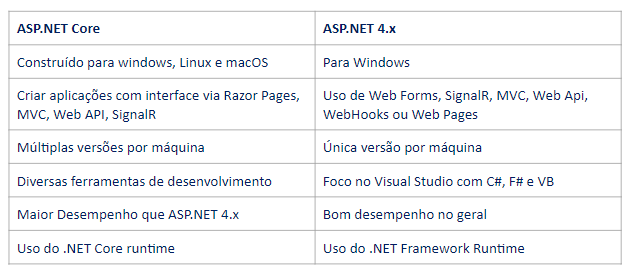 ASP.NET Core
ASP.NET 4.x
Construído para windows, Linux e macOS
Para Windows
Criar aplicações com interface via Razor Pages,
MVC, Web API, SignalR
Uso de Web Forms, SignalR, MVC, Web Api,
WebHooks ou Web Pages
Múltiplas versões por máquina
Única versão por máquina
Diversas ferramentas de desenvolvimento
Foco no Visual Studio com C#, F# e VB
Maior Desempenho que ASP.NET 4.x
Bom desempenho no geral
Uso do .NET Core runtime
Uso do .NET Framework Runtime